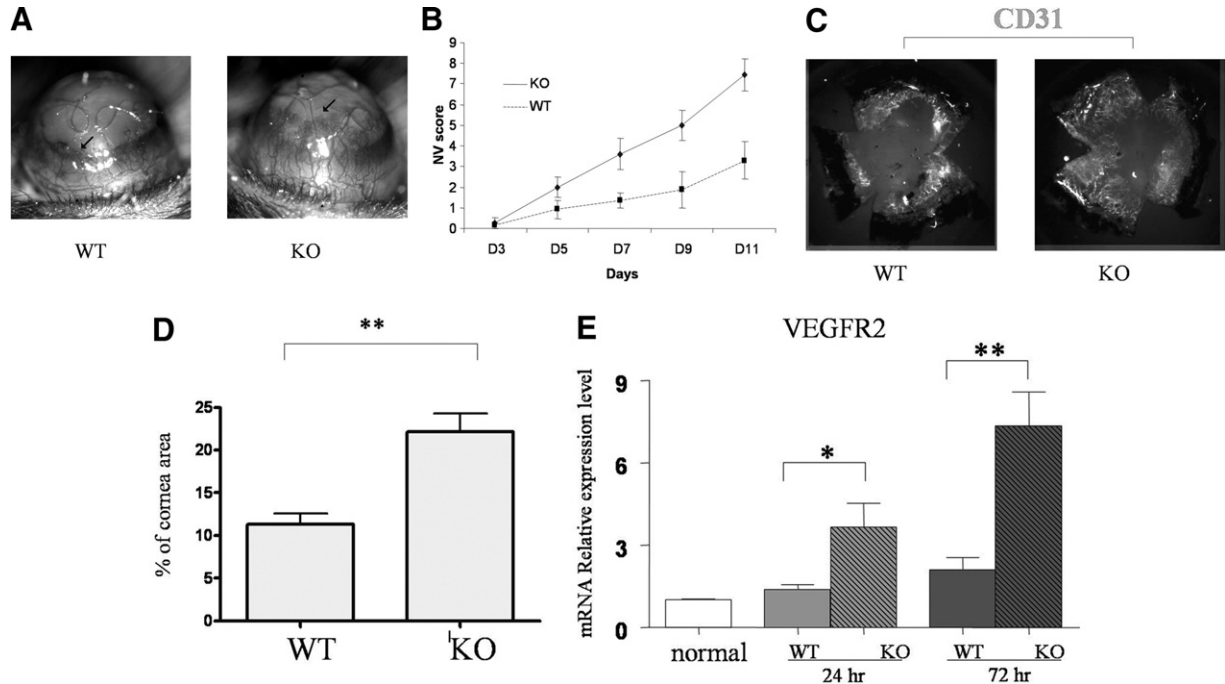 A
WT
KO
B
NV score
9
8
7
6
5
4
3
2
1
0
KO
WT
D3 D5 D7 D9 D11
Days
C
CD31
WT
KO
D
**
% of cornea area
25
20
15
10
5
0
WT KO
E
VEGFR2
mRNA Relative expression level
9
6
3
0
*
**
normal
WT KO WT KO
24 hr 72 hr